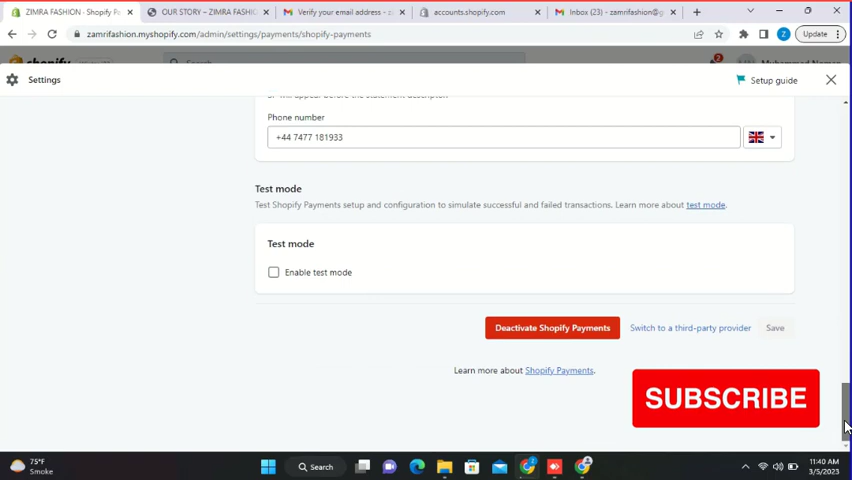 ZIMRA FASHION - Shopify P
OUR STORY – ZIMRA FASHI
Verify your email address - z
accounts.shopify.com
Inbox (23) - zamrifashion@g
zamrifashion.myshopify.com/admin/settings/payments/shopify-payments
Z
Update
shopify
Search
2
Settings
Setup guide
Phone number
+44 7477 181933
Test mode
Test Shopify Payments setup and configuration to simulate successful and failed transactions. Learn more about test mode.
Test mode
Enable test mode
Deactivate Shopify Payments
Switch to a third-party provider
Save
Learn more about Shopify Payments.
SUBSCRIBE
75°F
Smoke
Search
11:40 AM
3/5/2023